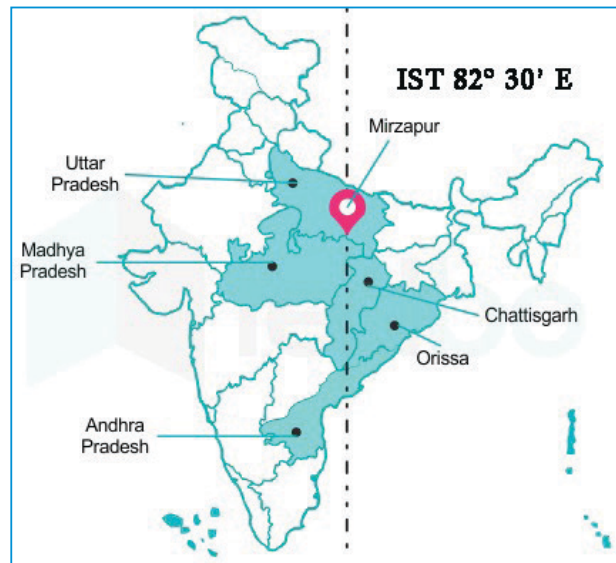 IST 82° 30' E
Mirzapur
Uttar
Pradesh
Madhya
Pradesh
Chattisgarh
Orissa
Andhra
Pradesh